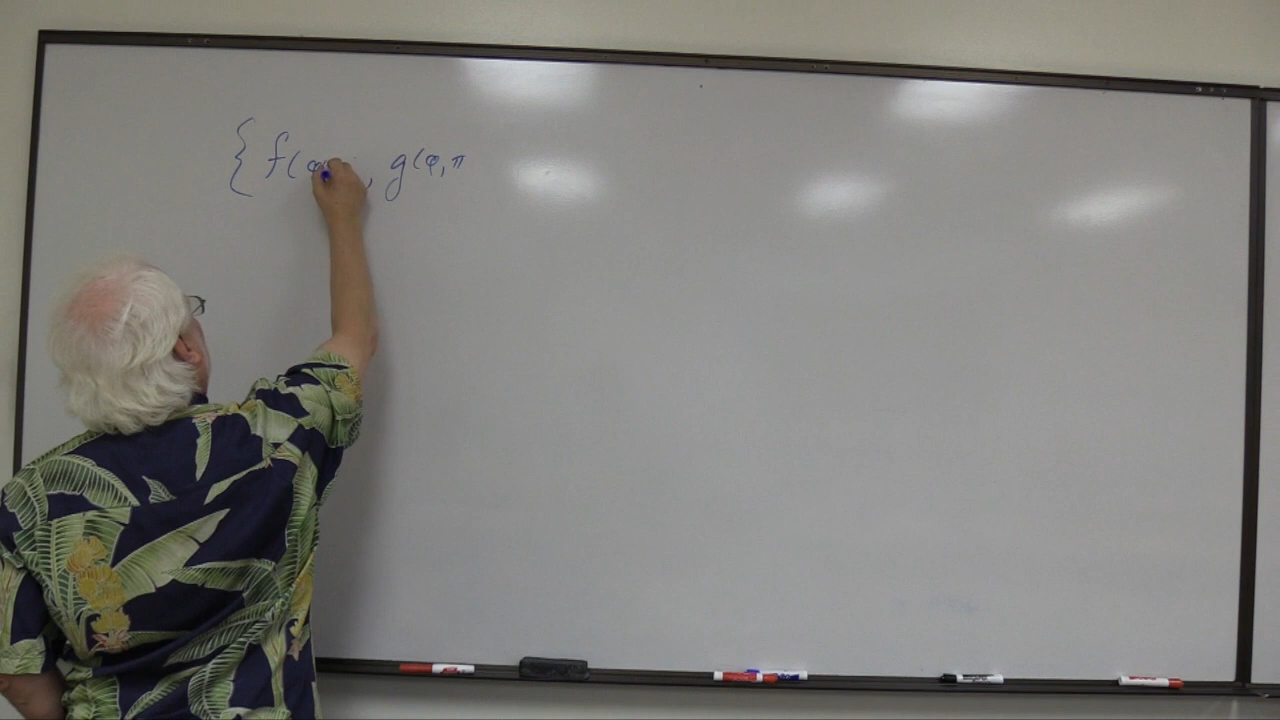 { f(φ , g(φ, π